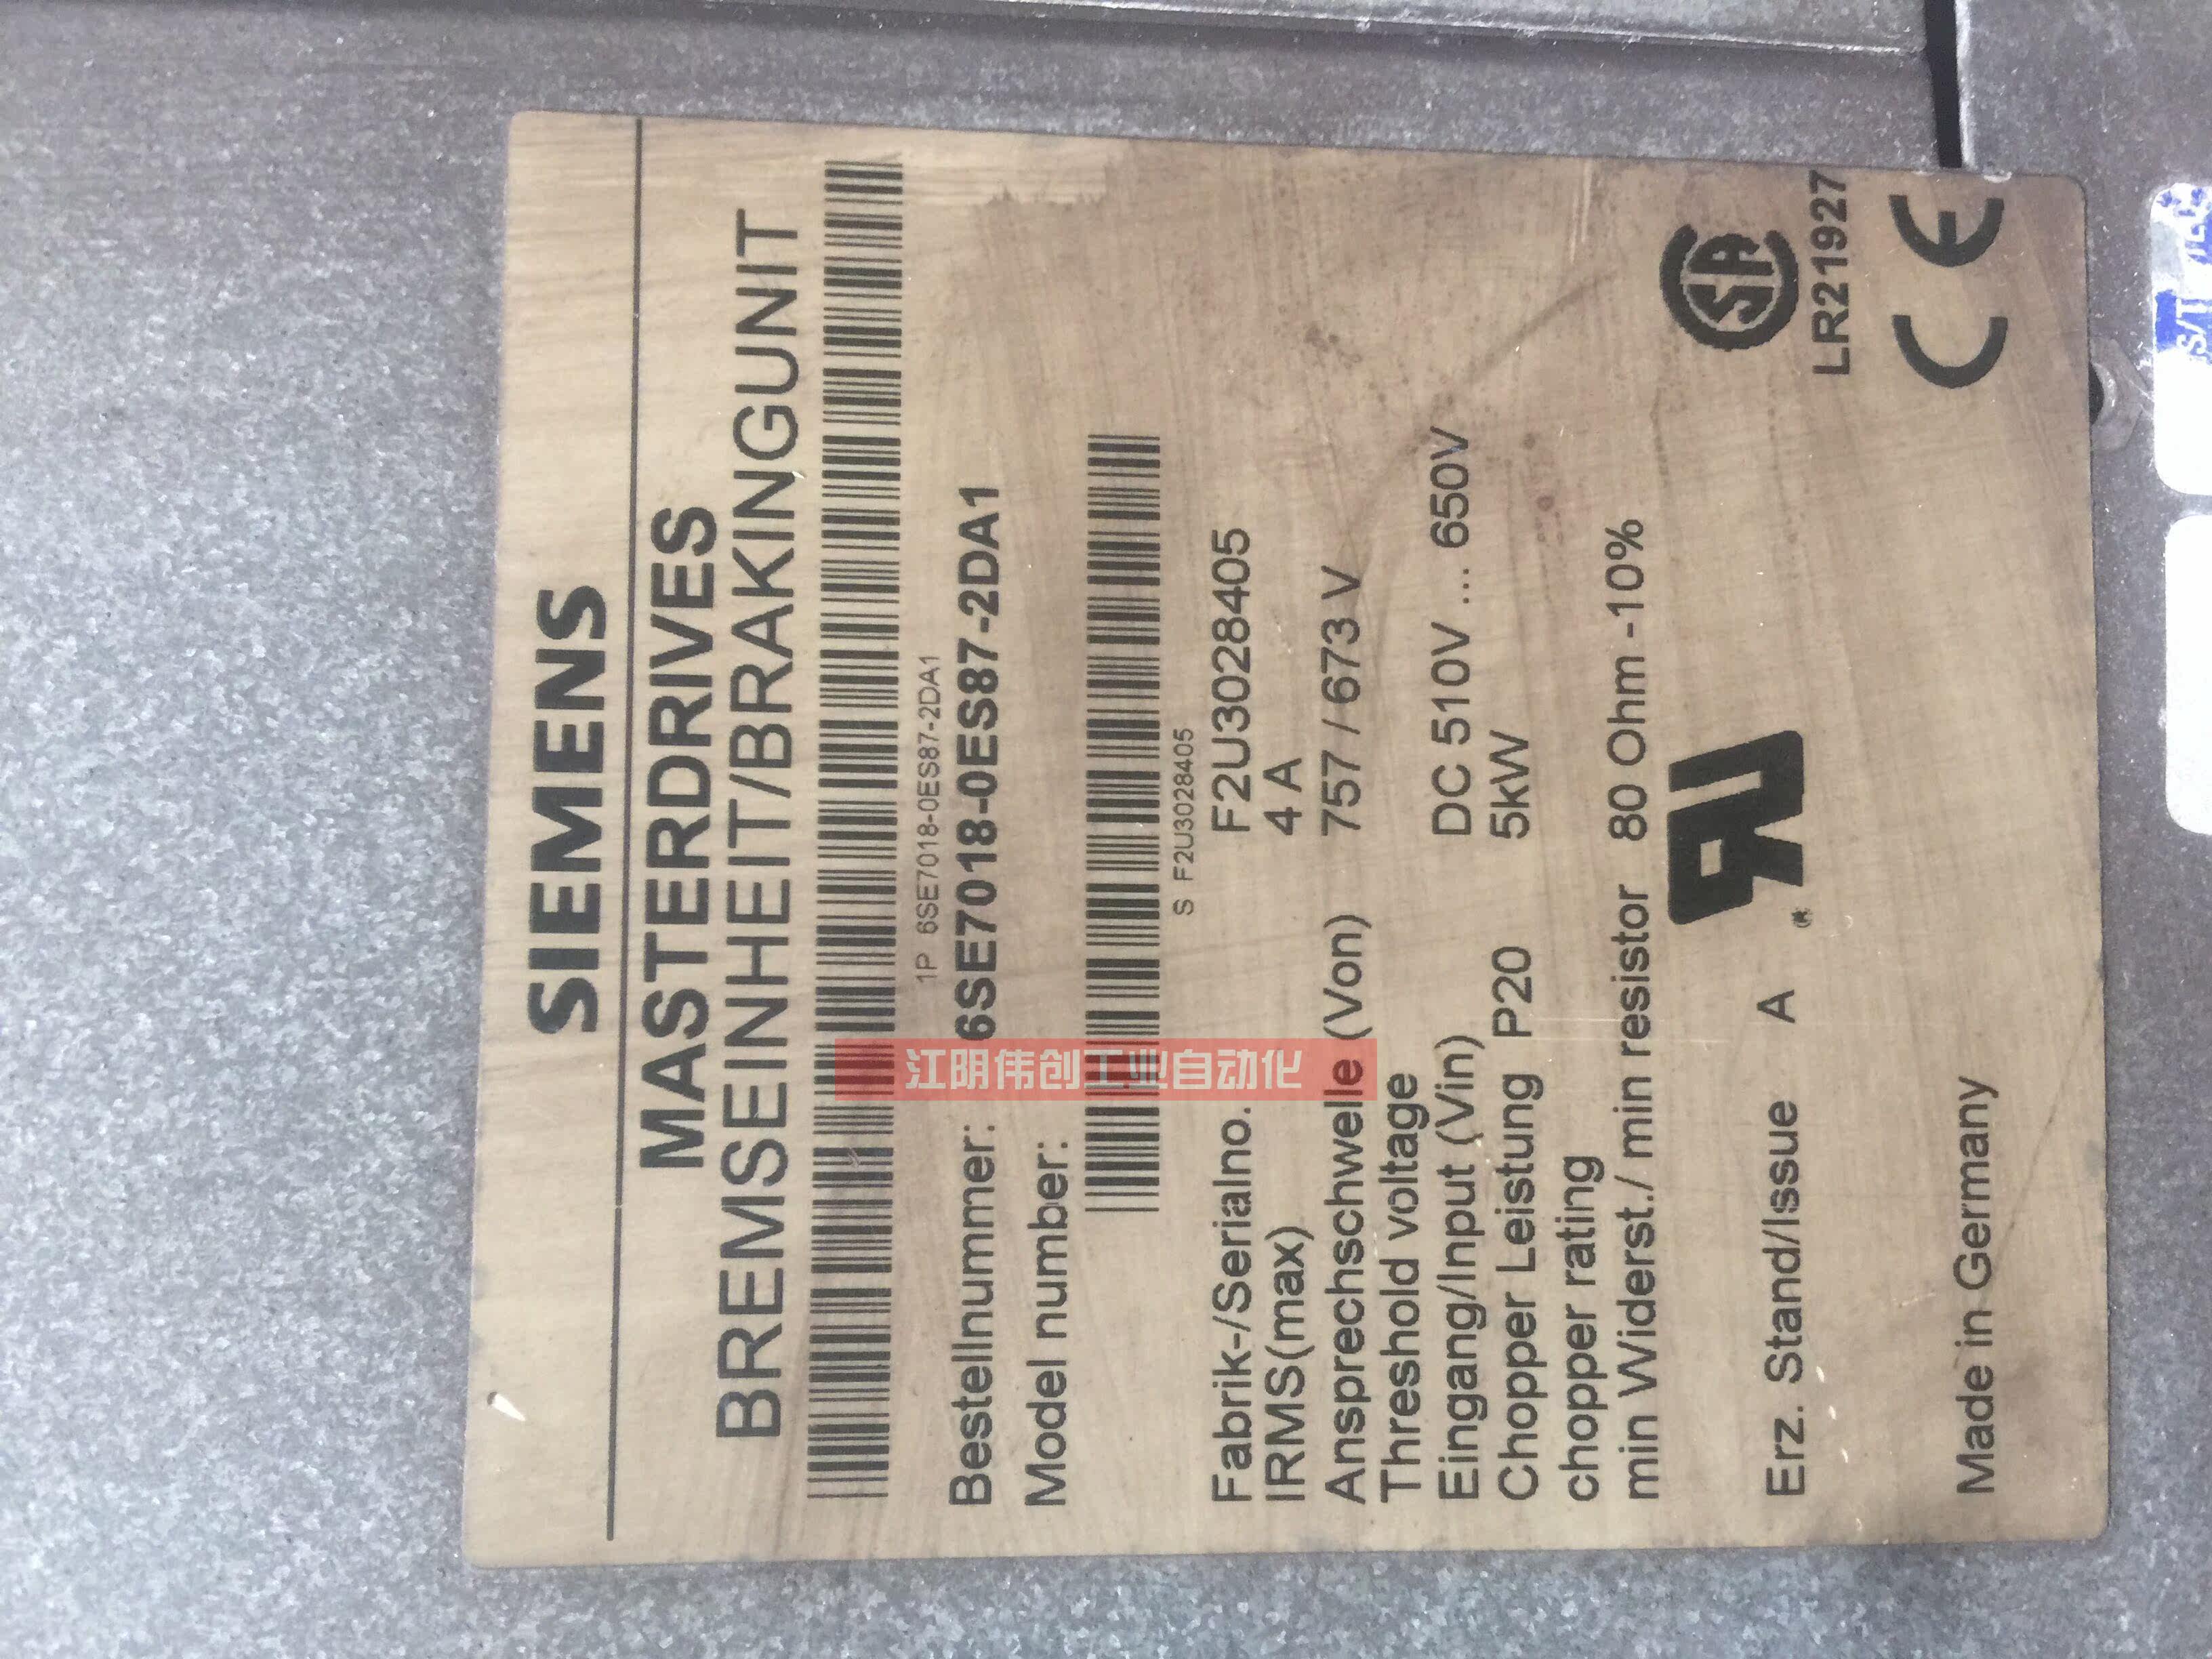 SIEMENS
MASTERDRIVES
BREMSEINHEIT/BRAKINGUNIT
1P 6SE7018-0ES87-2DA1
Bestellnummer: 6SE7018-0ES87-2DA1
Model number:
S F2U3028405
Fabrik-/Serialno. F2U3028405
IRMS(max) 4 A
Ansprechschwelle (Von) 757 / 673 V
Threshold voltage
Eingang/Input (Vin) DC 510V ... 650V
Chopper Leistung P20 5kW
chopper rating
min Widerst./ min resistor 80 Ohm -10%
Erz. Stand/Issue A
Made in Germany
LR21927
CE
江阴伟创工业自动化